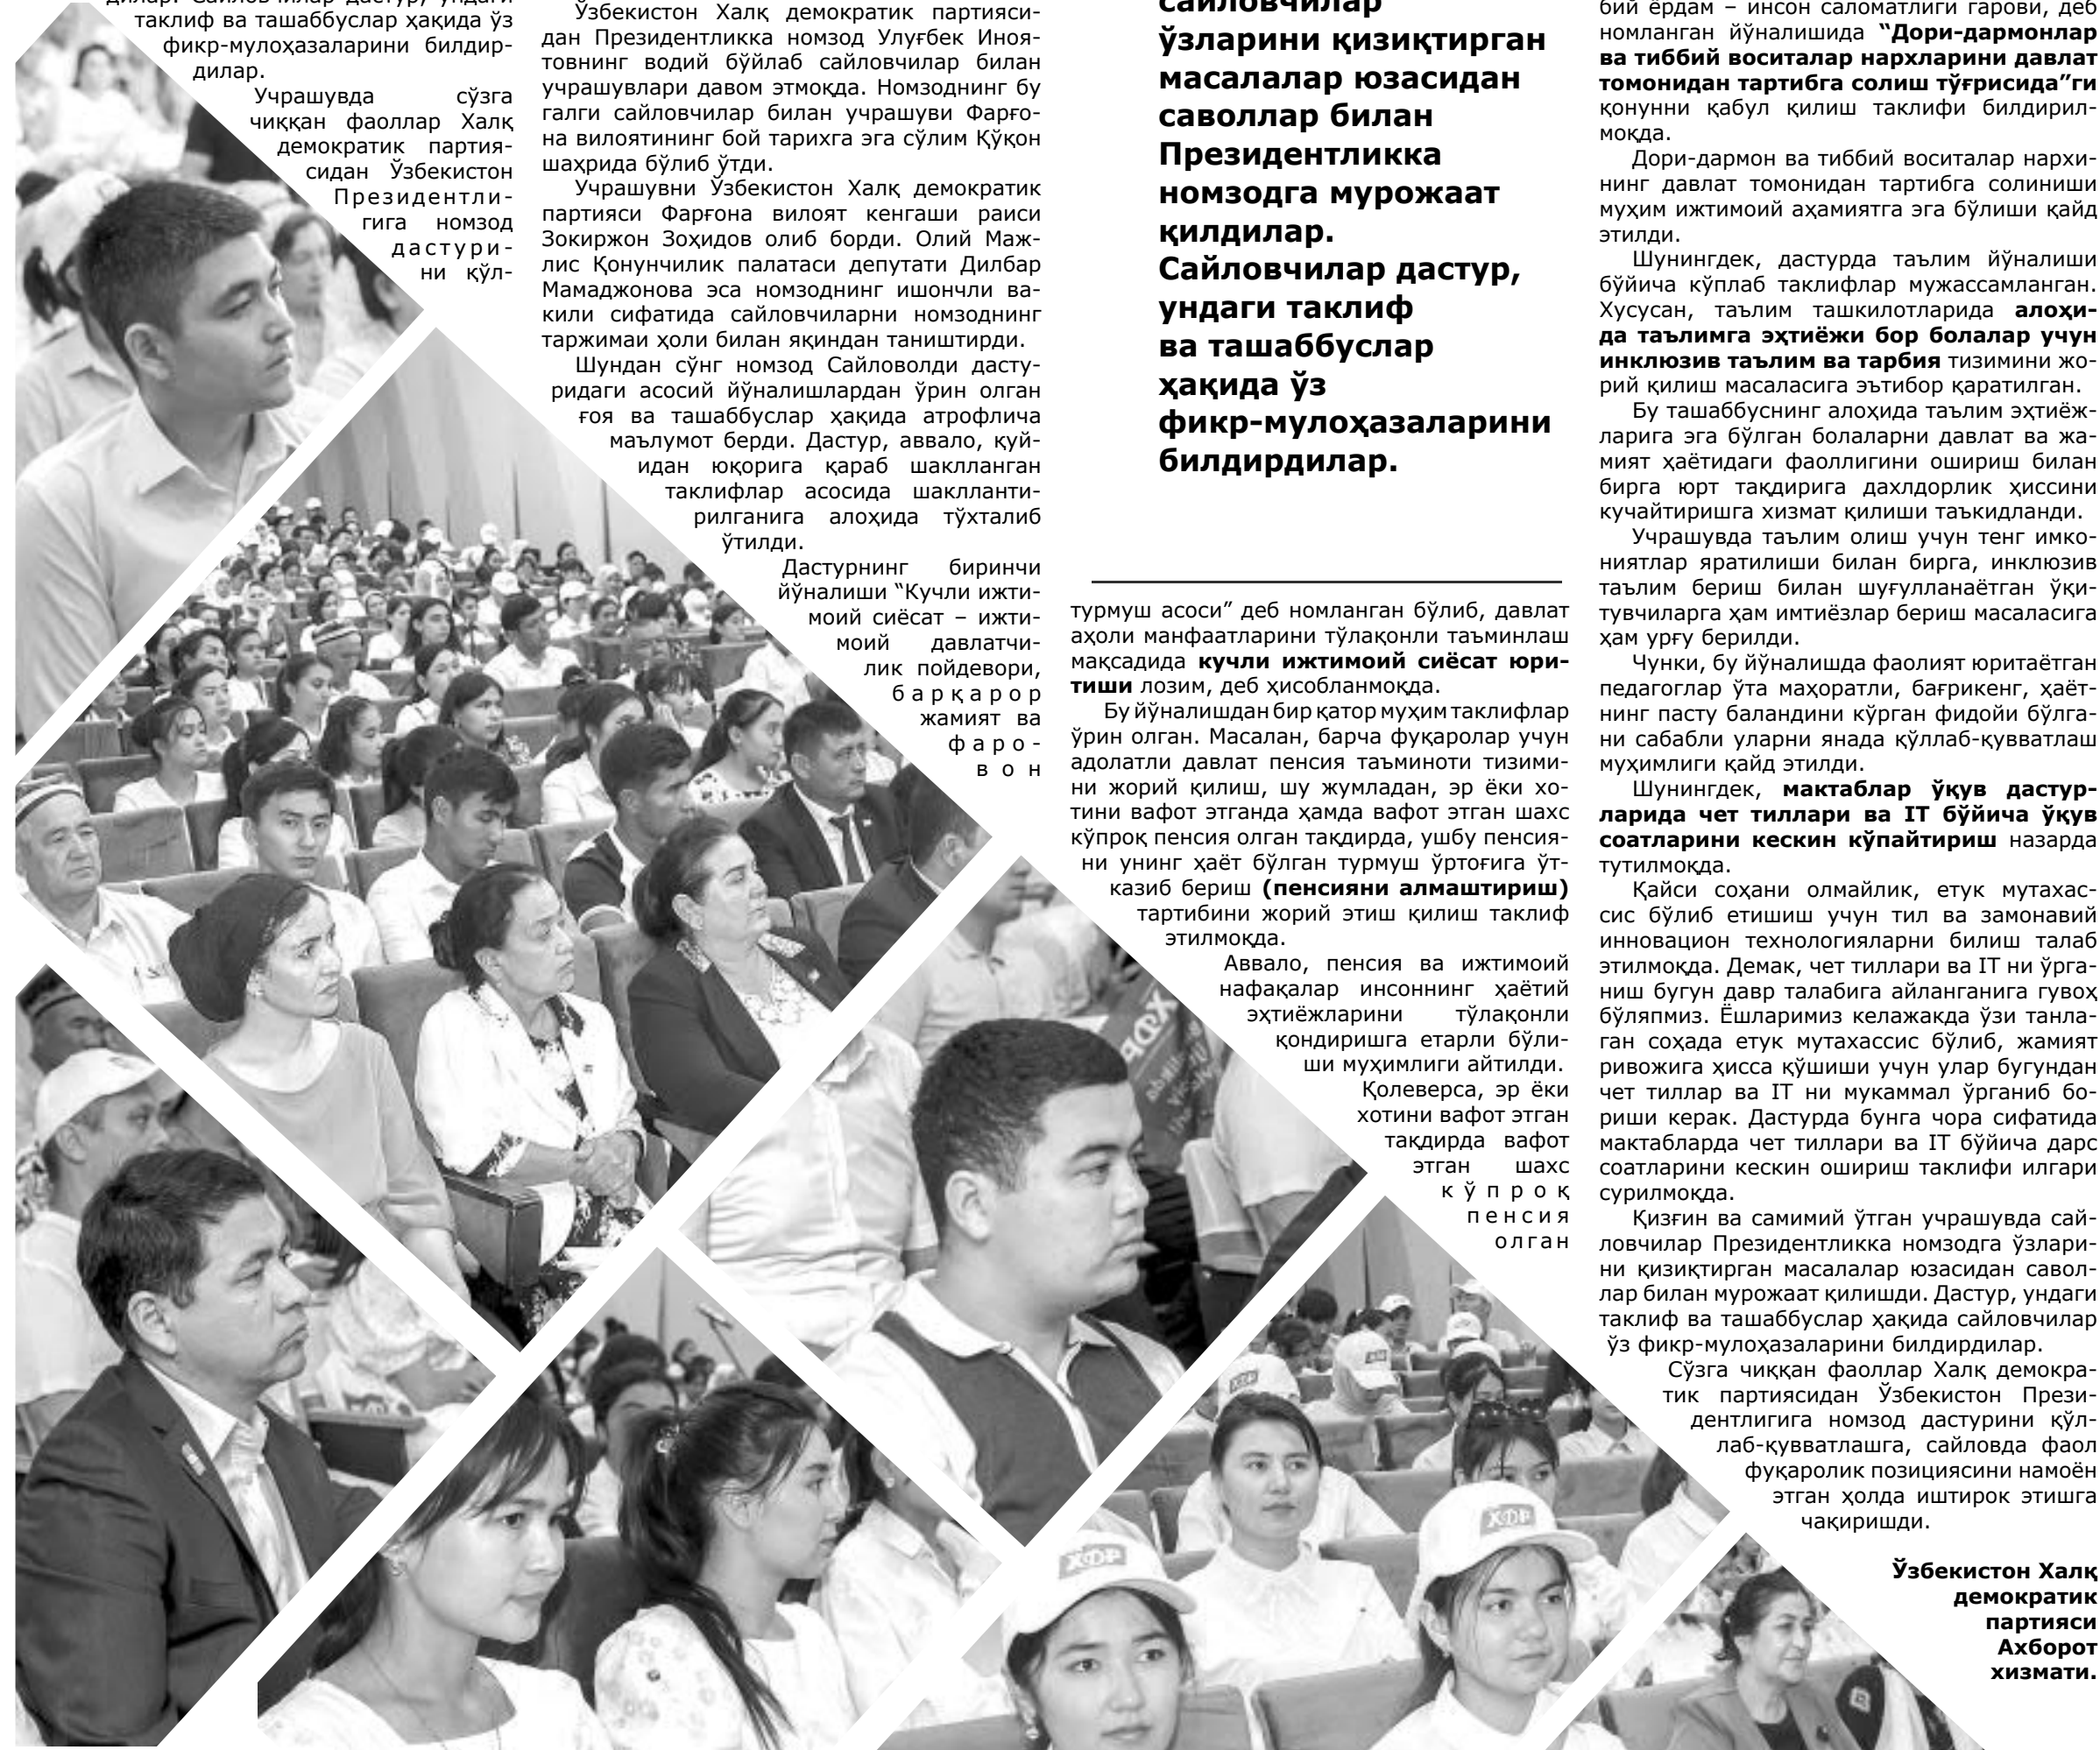 таклиф ва ташаббуслар ҳақида ўз
фикр-мулоҳазаларини билдир-
дилар.
Учрашувда сўзга
чиққан фаоллар Халқ
демократик партия-
сидан Ўзбекистон
Президентли-
гига номзод
дастури-
ни қўл-
Ўзбекистон Халқ демократик партияси-
дан Президентликка номзод Улуғбек Иноя-
товнинг водий бўйлаб сайловчилар билан
учрашувлари давом этмоқда. Номзоднинг бу
галги сайловчилар билан учрашуви Фарғо-
на вилоятининг бой тарихга эга сўлим Қўқон
шаҳрида бўлиб ўтди.
Учрашувни Ўзбекистон Халқ демократик
партияси Фарғона вилоят кенгаши раиси
Зокиржон Зоҳидов олиб борди. Олий Маж-
лис Қонунчилик палатаси депутати Дилбар
Мамаджонова эса номзоднинг ишончли ва-
кили сифатида сайловчиларни номзоднинг
таржимаи ҳоли билан яқиндан таништирди.
Шундан сўнг номзод Сайловолди дасту-
ридаги асосий йўналишлардан ўрин олган
ғоя ва ташаббуслар ҳақида атрофлича
маълумот берди. Дастур, аввало, қуй-
идан юқорига қараб шаклланган
таклифлар асосида шакллантирилганига
рилганига алоҳида тўхталиб
ўтилди.
Дастурнинг биринчи
йўналиши “Кучли ижти-
моий сиёсат – ижти-
моий давлатчи-
лик пойдевори,
барқарор
жамият ва
фаро-
вон
сайловчилар
ўзларини қизиқтирган
масалалар юзасидан
саволлар билан
Президентликка
номзодга мурожаат
қилдилар.
Сайловчилар дастур,
ундаги таклиф
ва ташаббуслар
ҳақида ўз
фикр-мулоҳазаларини
билдирдилар.
турмуш асоси” деб номланган бўлиб, давлат
аҳоли манфаатларини тўлақонли таъминлаш
мақсадида кучли ижтимоий сиёсат юри-
тиши лозим, деб ҳисобланмоқда.
Бу йўналишдан бир қатор муҳим таклифлар
ўрин олган. Масалан, барча фуқаролар учун
адолатли давлат пенсия таъминоти тизими-
ни жорий қилиш, шу жумладан, эр ёки хо-
тини вафот этганда ҳамда вафот этган шахс
кўпроқ пенсия олган тақдирда, ушбу пенсия-
ни унинг ҳаёт бўлган турмуш ўртоғига ўт-
казиб бериш (пенсияни алмаштириш)
тартибини жорий этиш қилиш таклиф
этилмоқда.
Аввало, пенсия ва ижтимоий
нафақалар инсоннинг ҳаётий
эҳтиёжларини тўлақонли
қондиришга етарли бўли-
ши муҳимлиги айтилди.
Қолеверса, эр ёки
хотини вафот этган
тақдирда вафот
этган шахс
кўпроқ
пенсия
олган
бий ёрдам – инсон саломатлиги гарови, деб
номланган йўналишида “Дори-дармонлар
ва тиббий воситалар нархларини давлат
томонидан тартибга солиш тўғрисида”ги
қонунни қабул қилиш таклифи билдирил-
моқда.
Дори-дармон ва тиббий воситалар нархи-
нинг давлат томонидан тартибга солиниши
муҳим ижтимоий аҳамиятга эга бўлиши қайд
этилди.
Шунингдек, дастурда таълим йўналиши
бўйича кўплаб таклифлар мужассамланган.
Хусусан, таълим ташкилотларида алоҳи-
да таълимга эҳтиёжи бор болалар учун
инклюзив таълим ва тарбия тизимини жо-
рий қилиш масаласига эътибор қаратилган.
Бу ташаббуснинг алоҳида таълим эҳтиёж-
ларига эга бўлган болаларни давлат ва жа-
мият ҳаётидаги фаоллигини ошириш билан
бирга юрт тақдирига дахлдорлик ҳиссини
кучайтиришга хизмат қилиши таъкидланди.
Учрашувда таълим олиш учун тенг имко-
ниятлар яратилиши билан бирга, инклюзив
таълим бериш билан шуғулланаётган ўқи-
тувчиларга ҳам имтиёзлар бериш масаласига
ҳам урғу берилди.
Чунки, бу йўналишда фаолият юритаётган
педагоглар ўта маҳоратли, бағрикенг, ҳаёт-
нинг пасту баландини кўрган фидойи бўлга-
ни сабабли уларни янада қўллаб-қувватлаш
муҳимлиги қайд этилди.
Шунингдек, мактаблар ўқув дастур-
ларида чет тиллари ва IT бўйича ўқув
соатларини кескин кўпайтириш назарда
тутилмоқда.
Қайси соҳани олмайлик, етук мутахас-
сис бўлиб етишиш учун тил ва замонавий
инновацион технологияларни билиш талаб
этилмоқда. Демак, чет тиллари ва IT ни ўрга-
ниш бугун давр талабига айланганига гувоҳ
бўляпмиз. Ёшларимиз келажакда ўзи танла-
ган соҳада етук мутахассис бўлиб, жамият
ривожига ҳисса қўшиши учун улар бугундан
чет тиллар ва IT ни мукаммал ўрганиб бо-
риши керак. Дастурда бунга чора сифатида
мактабларда чет тиллари ва IT бўйича дарс
соатларини кескин ошириш таклифи илгари
сурилмоқда.
Қизғин ва самимий ўтган учрашувда сай-
ловчилар Президентликка номзодга ўзлари-
ни қизиқтирган масалалар юзасидан савол-
лар билан мурожаат қилишди. Дастур, ундаги
таклиф ва ташаббуслар ҳақида сайловчилар
ўз фикр-мулоҳазаларини билдирдилар.
Сўзга чиққан фаоллар Халқ демокра-
тик партиясидан Ўзбекистон Прези-
дентлигига номзод дастурини қўл-
лаб-қувватлашга, сайловда фаол
фуқаролик позициясини намоён
этган ҳолда иштирок этишга
чақиришди.
Ўзбекистон Халқ
демократик
партияси
Ахборот
хизмати.
ХДР
ХДР